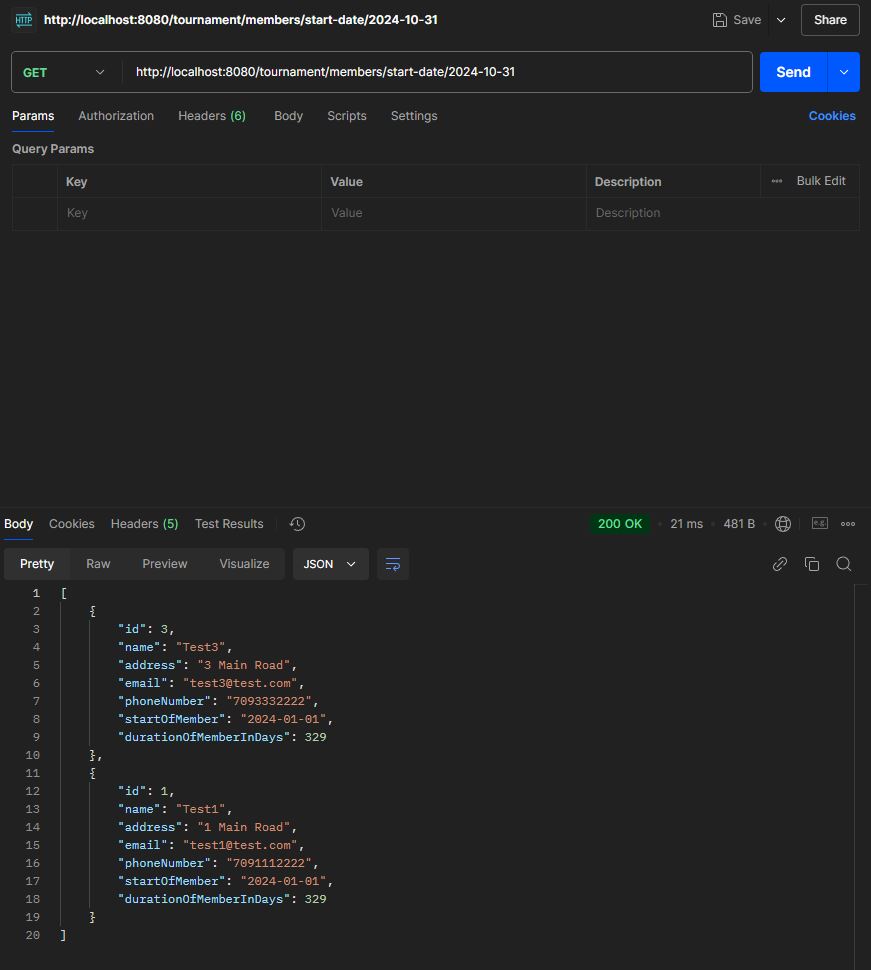 HTTP http://localhost:8080/tournament/members/start-date/2024-10-31 Save Share
GET http://localhost:8080/tournament/members/start-date/2024-10-31 Send
Params Authorization Headers (6) Body Scripts Settings Cookies
Query Params
Key Value Description Bulk Edit
Key Value Description
Body Cookies Headers (5) Test Results 200 OK 21 ms 481 B e.g.
Pretty Raw Preview Visualize JSON
1 [
2 {
3 "id": 3,
4 "name": "Test3",
5 "address": "3 Main Road",
6 "email": "test3@test.com",
7 "phoneNumber": "7093332222",
8 "startOfMember": "2024-01-01",
9 "durationOfMemberInDays": 329
10 },
11 {
12 "id": 1,
13 "name": "Test1",
14 "address": "1 Main Road",
15 "email": "test1@test.com",
16 "phoneNumber": "7091112222",
17 "startOfMember": "2024-01-01",
18 "durationOfMemberInDays": 329
19 }
20 ]